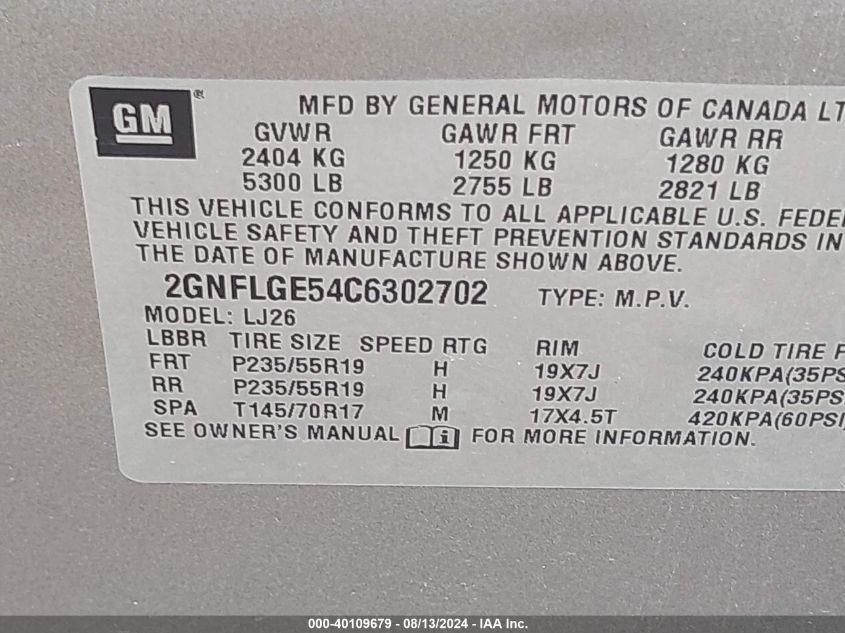 GM ® MFD BY GENERAL MOTORS OF CANADA
GVWR GAWR FRT GAWR RR
2404 KG 1250 KG 1280 KG
5300 LB 2755 LB 2821 LB
THIS VEHICLE CONFORMS TO ALL APPLICABLE U.S.
VEHICLE SAFETY AND THEFT PREVENTION STANDARDS IN
THE DATE OF MANUFACTURE SHOWN ABOVE.
2GNFLGE54C6302702 TYPE: M.P.V.
MODEL: LJ26
LBBR TIRE SIZE SPEED RTG RIM COLD TIRE
FRT P235/55R19 H 19X7J 240KPA(35PS
RR P235/55R19 H 19X7J 240KPA(35PS
SPA T145/70R17 M 17X4.5T 420KPA(60PSI)
SEE OWNER'S MANUAL i FOR MORE INFORMATION.
000-40109679 - 08/13/2024 - IAA Inc.